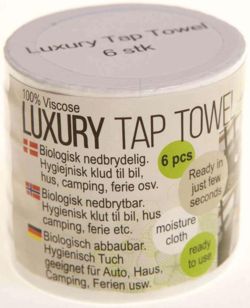 Luxury Tap Towel
6 stk
100% Viscose
LUXURY TAP TOWEL
Biologisk nedbrydelig.
Hygiejnisk klud til bil,
hus, camping, ferie osv.
6 pcs
Ready in
just few
seconds
Biologisk nedbrytbar.
Hygienisk klut til bil, hus
camping, ferie etc.
moisture
cloth
Biologisch abbaubar.
Hygienisch Tuch
geeignet für Auto, Haus.
Camping, Ferien usw.
ready
to use